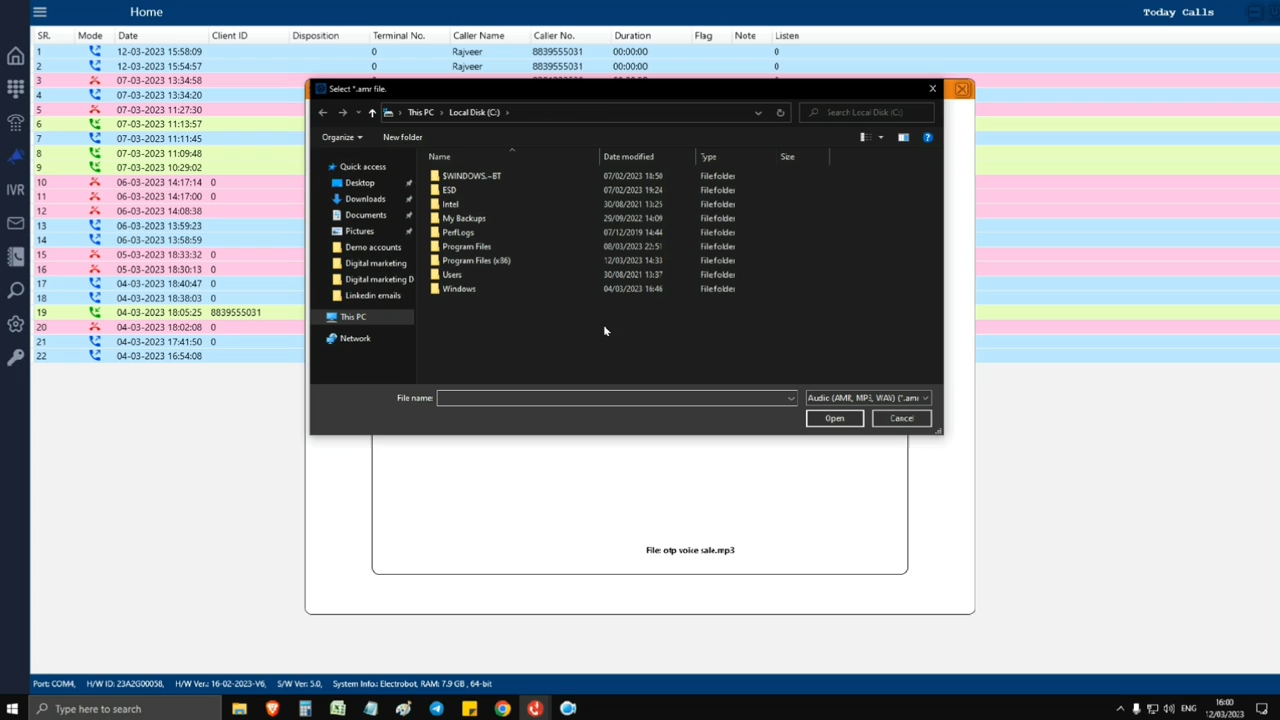 Home
Today Calls
SR. Mode Date Client ID Disposition Terminal No. Caller Name Caller No. Duration Flag Note Listen
1 12-03-2023 15:58:09 0 Rajveer 8839555031 00:00:00 0
2 12-03-2023 15:54:57 0 Rajveer 8839555031 00:00:00 0
3 07-03-2023 13:34:58
4 07-03-2023 13:34:20
5 07-03-2023 11:27:30
6 07-03-2023 11:13:57
7 07-03-2023 11:11:45
8 07-03-2023 11:09:48
9 07-03-2023 10:29:02
10 06-03-2023 14:17:14 0
11 06-03-2023 14:17:00 0
12 06-03-2023 14:08:38
13 06-03-2023 13:59:23
14 06-03-2023 13:58:59
15 05-03-2023 18:33:32 0
16 05-03-2023 18:30:13 0
17 04-03-2023 18:40:47 0
18 04-03-2023 18:38:03 0
19 04-03-2023 18:05:25 8839555031
20 04-03-2023 18:02:08 0
21 04-03-2023 17:41:50 0
22 04-03-2023 16:54:08
IVR
Select *.amr file.
This PC Local Disk (C:)
Search Local Disk (C:)
Organize New folder
Quick access
Desktop
Downloads
Documents
Pictures
Demo accounts
Digital marketing
Digital marketing D
Linkedin emails
This PC
Network
Name Date modified Type Size
$WINDOWS.~BT 07/02/2023 18:50 File folder
ESD 07/02/2023 19:24 File folder
Intel 30/08/2021 13:25 File folder
My Backups 29/09/2022 14:09 File folder
PerfLogs 07/12/2019 14:44 File folder
Program Files 08/03/2023 22:51 File folder
Program Files (x86) 12/03/2023 14:33 File folder
Users 30/08/2021 13:37 File folder
Windows 04/03/2023 16:46 File folder
File name: Audio (AMR, MP3, WAV) (*.am
Open Cancel
File: otp voice sale.mp3
Port: COM4, H/W ID: 23A2G00058, H/W Ver.: 16-02-2023-V6, S/W Ver.: 5.0, System Info.: Electrobot, RAM: 7.9 GB , 64-bit
Type here to search
ENG
16:00
12/03/2023